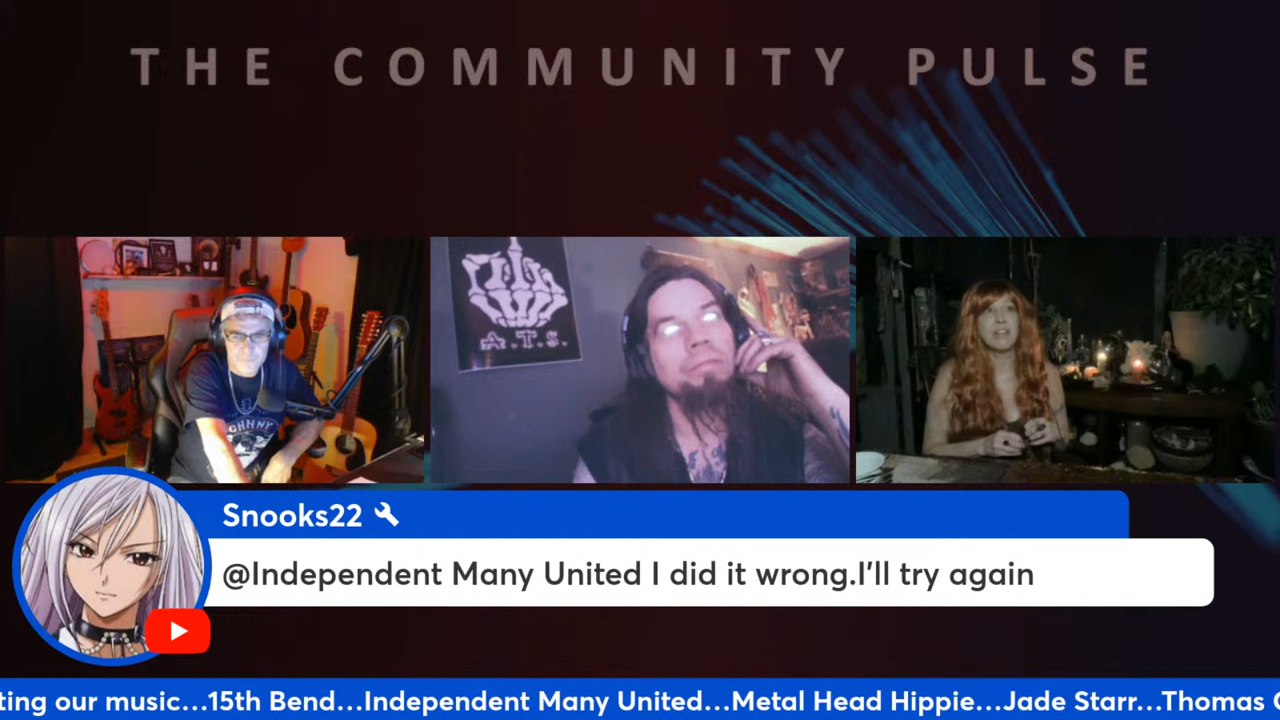 THE COMMUNITY PULSE
A.T.S.
Snooks22
@Independent Many United I did it wrong.I'll try again
ting our music...15th Bend...Independent Many United...Metal Head Hippie...Jade Starr...Thomas